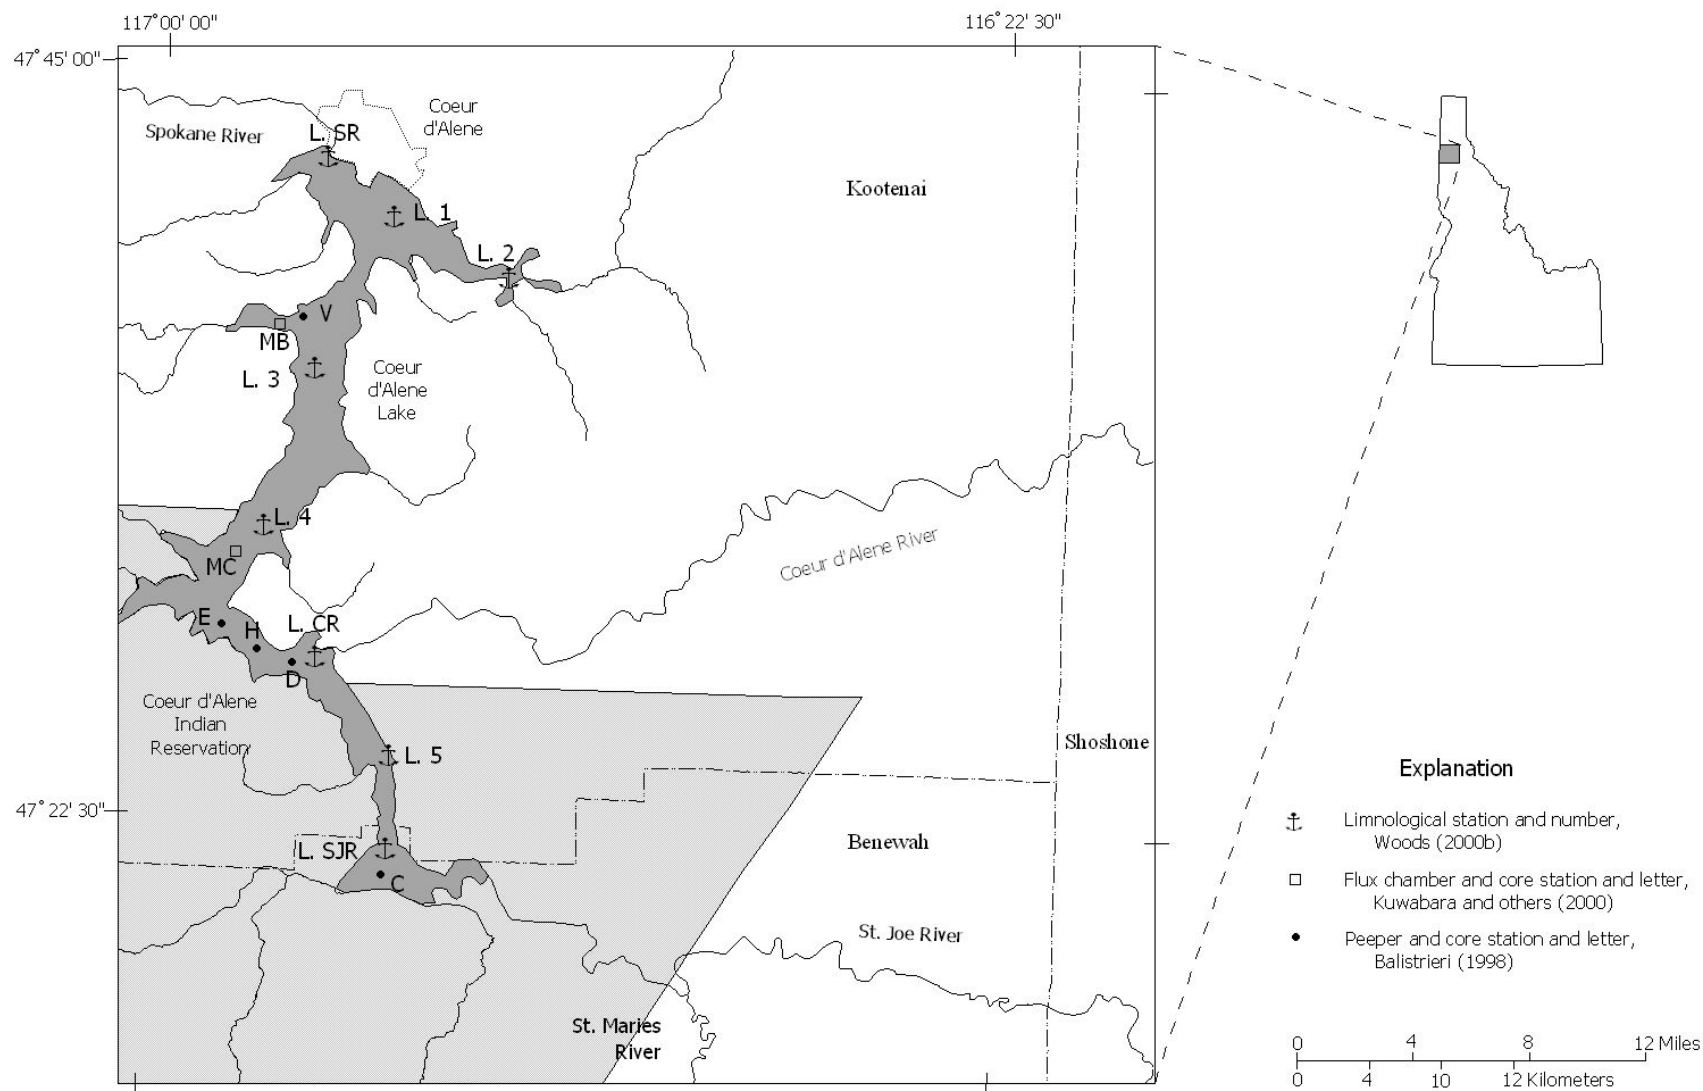 117° 00' 00"
116° 22' 30"
47° 45' 00"
Coeur
d'Alene
Spokane River
L. SR
Kootenai
L. 1
L. 2
V
MB
L. 3
Coeur
d'Alene
Lake
L. 4
MC
Coeur d'Alene River
E
H
L. CR
D
Coeur d'Alene
Indian
Reservation
L. 5
Shoshone
47° 22' 30"
L. SJR
C
Benewah
St. Joe River
St. Maries
River
Explanation
Limnological station and number,
Woods (2000b)
Flux chamber and core station and letter,
Kuwabara and others (2000)
Peeper and core station and letter,
Balistrieri (1998)
0 4 8 12 Miles
0 4 10 12 Kilometers